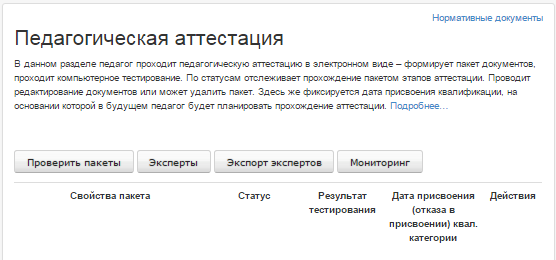 Нормативные документы
Педагогическая аттестация
В данном разделе педагог проходит педагогическую аттестацию в электронном виде – формирует пакет документов,
проходит компьютерное тестирование. По статусам отслеживает прохождение пакетом этапов аттестации. Проводит
редактирование документов или может удалить пакет. Здесь же фиксируется дата присвоения квалификации, на
основании которой в будущем педагог будет планировать прохождение аттестации. Подробнее...
Проверить пакеты Эксперты Экспорт экспертов Мониторинг
Свойства пакета Статус Результат Дата присвоения Действия
тестирования (отказа в
присвоении) квал.
категории